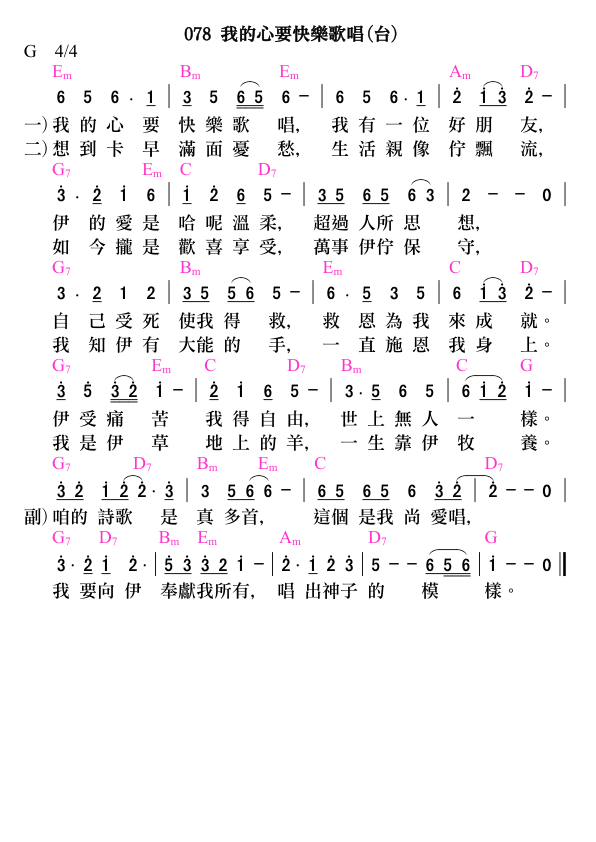 078 我的心要快樂歌唱(台)
G 4/4
Em Bm Em Am D7
6 5 6 · 1 | 3 5 6 5 6 – | 6 5 6 · 1 | 2 1 3 2 – |
一)我 的 心 要 快 樂 歌 唱, 我 有 一 位 好 朋 友,
二)想 到 卡 早 滿 面 憂 愁, 生 活 親 像 佇 飄 流,
G7 Em C D7
3 · 2 1 6 | 1 2 6 5 – | 3 5 6 5 6 3 | 2 – – 0 |
伊 的 愛 是 哈 呢 溫 柔, 超過 人所 思 想,
如 今 攏 是 歡 喜 享 受, 萬事 伊佇 保 守,
G7 Bm Em C D7
3 · 2 1 2 | 3 5 5 6 5 – | 6 · 5 3 5 | 6 1 3 2 – |
自 己 受 死 使我 得 救, 救 恩 為 我 來 成 就。
我 知 伊 有 大能 的 手, 一 直 施 恩 我 身 上。
G7 Em C D7 Bm C G
3 5 3 2 1 – | 2 1 6 5 – | 3 · 5 6 5 | 6 1 2 1 – |
伊 受 痛 苦 我 得 自 由, 世 上 無 人 一 樣。
我 是 伊 草 地 上 的 羊, 一 生 靠 伊 牧 養。
G7 D7 Bm Em C D7
3 2 1 2 2 · 3 | 3 5 6 6 – | 6 5 6 5 6 3 2 | 2 – – 0 |
副)咱的 詩歌 是 真 多首, 這個 是我 尚 愛唱,
G7 D7 Bm Em Am D7 G
3 · 2 1 2 · | 5 3 3 2 1 – | 2 · 1 2 3 | 5 – – 6 5 6 | 1 – – 0 ‖
我 要向 伊 奉獻我所有, 唱 出神子 的 模 樣。